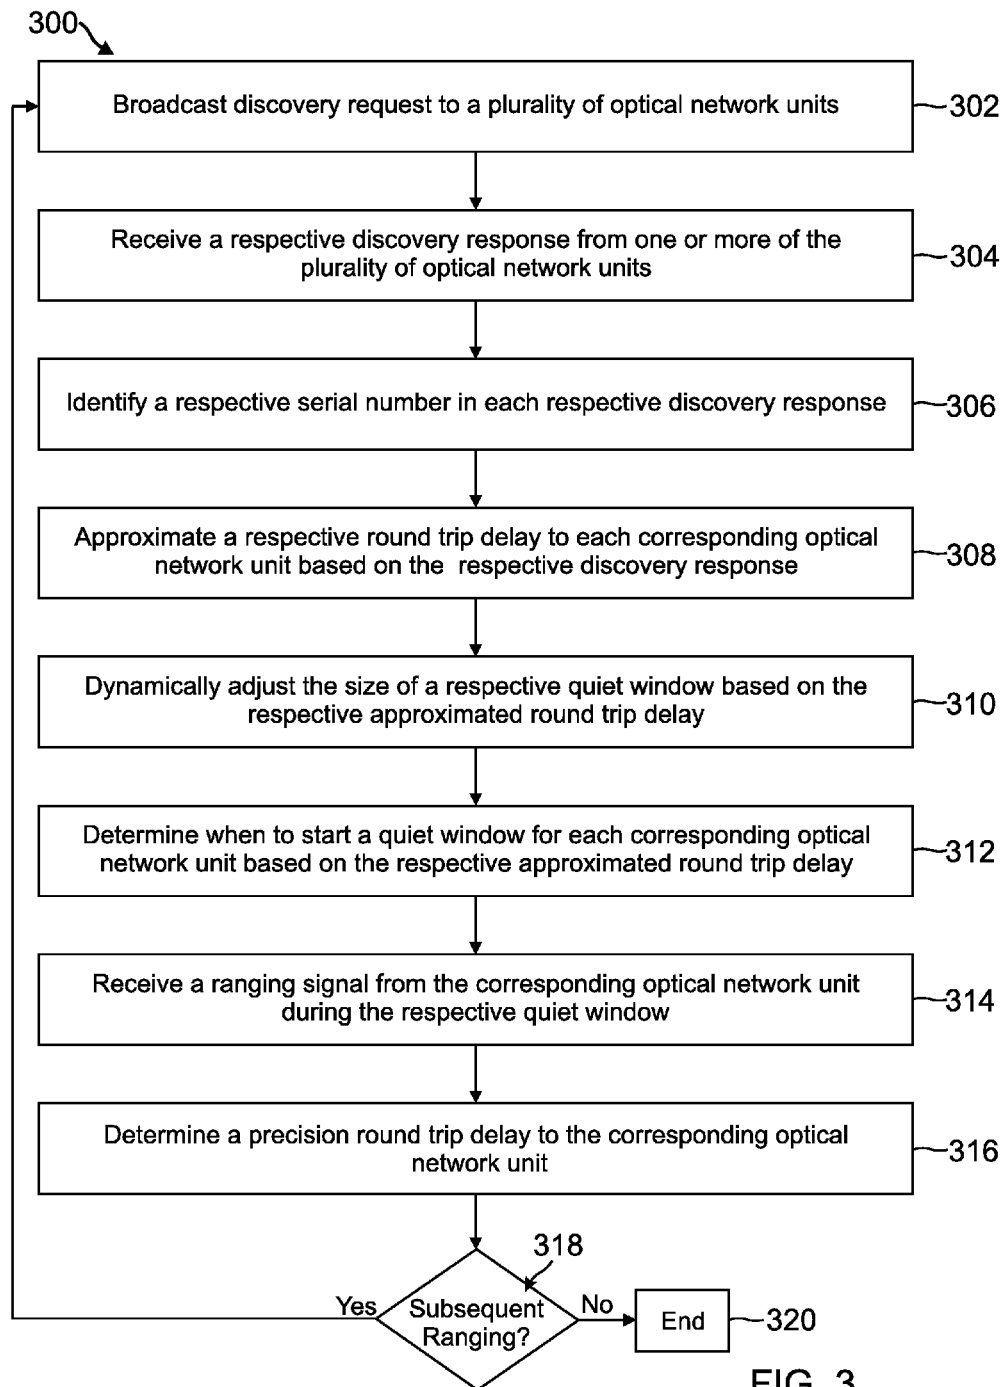 300
Broadcast discovery request to a plurality of optical network units
302
Receive a respective discovery response from one or more of the
plurality of optical network units
304
Identify a respective serial number in each respective discovery response
306
Approximate a respective round trip delay to each corresponding optical
network unit based on the respective discovery response
308
Dynamically adjust the size of a respective quiet window based on the
respective approximated round trip delay
310
Determine when to start a quiet window for each corresponding optical
network unit based on the respective approximated round trip delay
312
Receive a ranging signal from the corresponding optical network unit
during the respective quiet window
314
Determine a precision round trip delay to the corresponding optical
network unit
316
318
Yes
Subsequent
Ranging?
No
End
320
FIG. 3